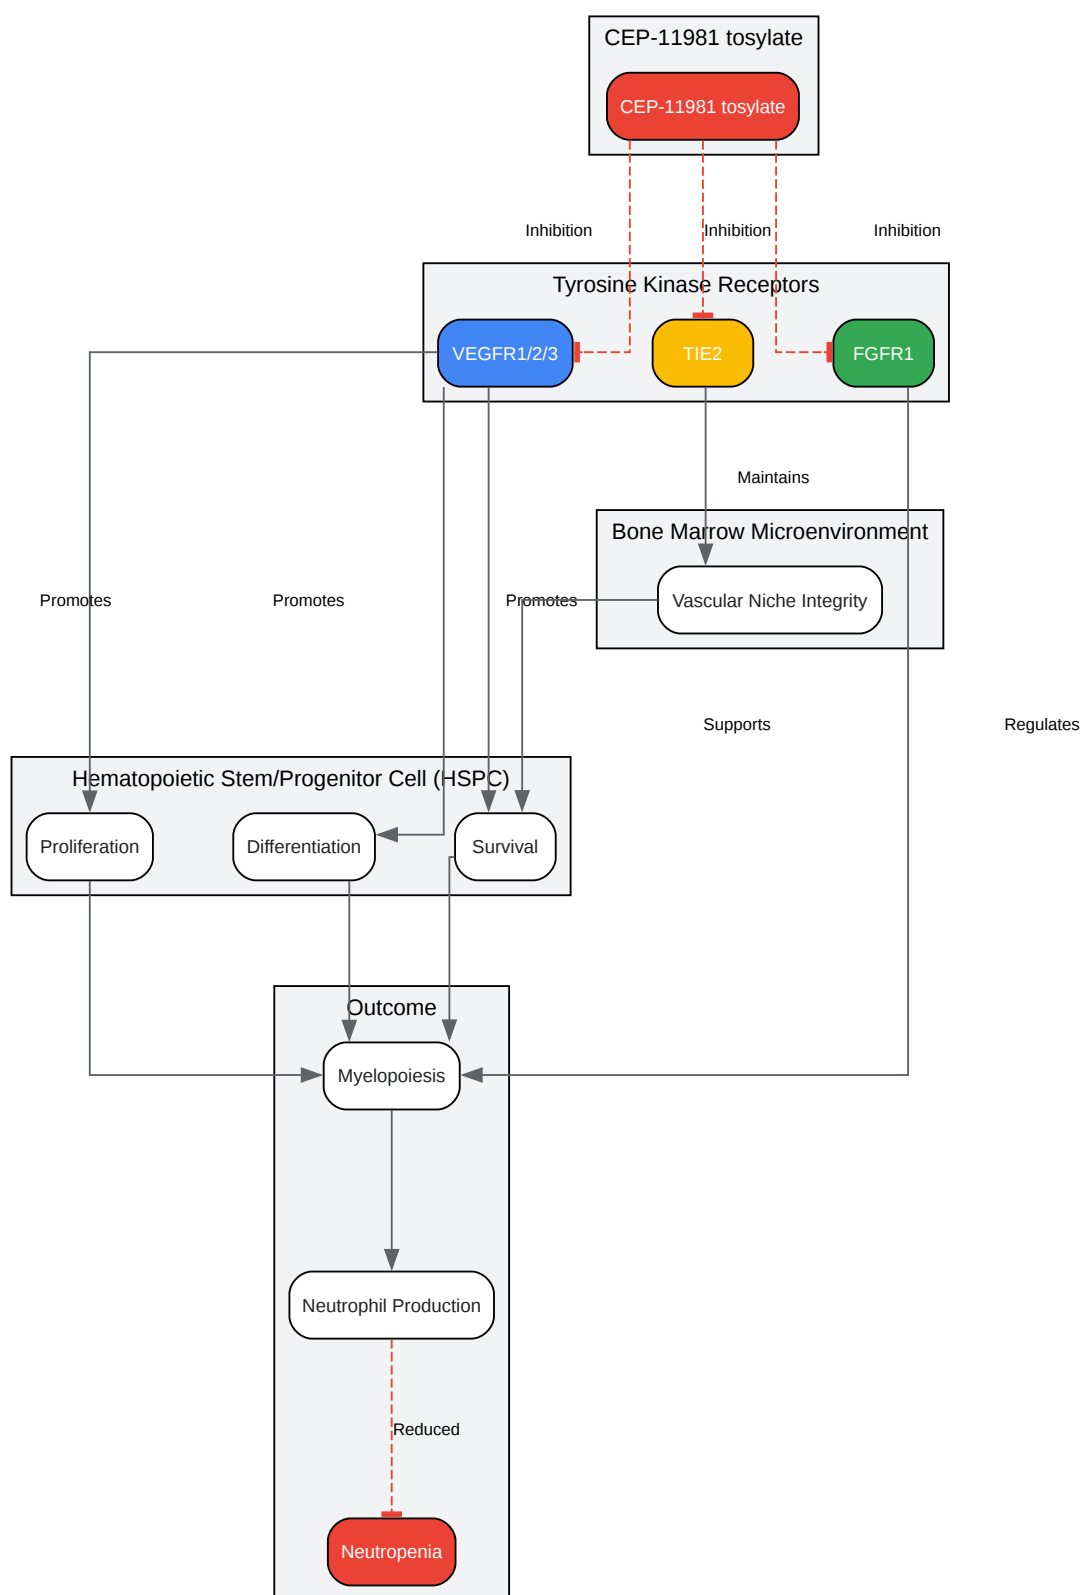 CEP-11981 tosylate
CEP-11981 tosylate
Inhibition
Inhibition
Inhibition
Tyrosine Kinase Receptors
VEGFR1/2/3
TIE2
FGFR1
Maintains
Bone Marrow Microenvironment
Promotes
Promotes
Promotes
Vascular Niche Integrity
Supports
Regulates
Hematopoietic Stem/Progenitor Cell (HSPC)
Proliferation
Differentiation
Survival
Outcome
Myelopoiesis
Neutrophil Production
Reduced
Neutropenia